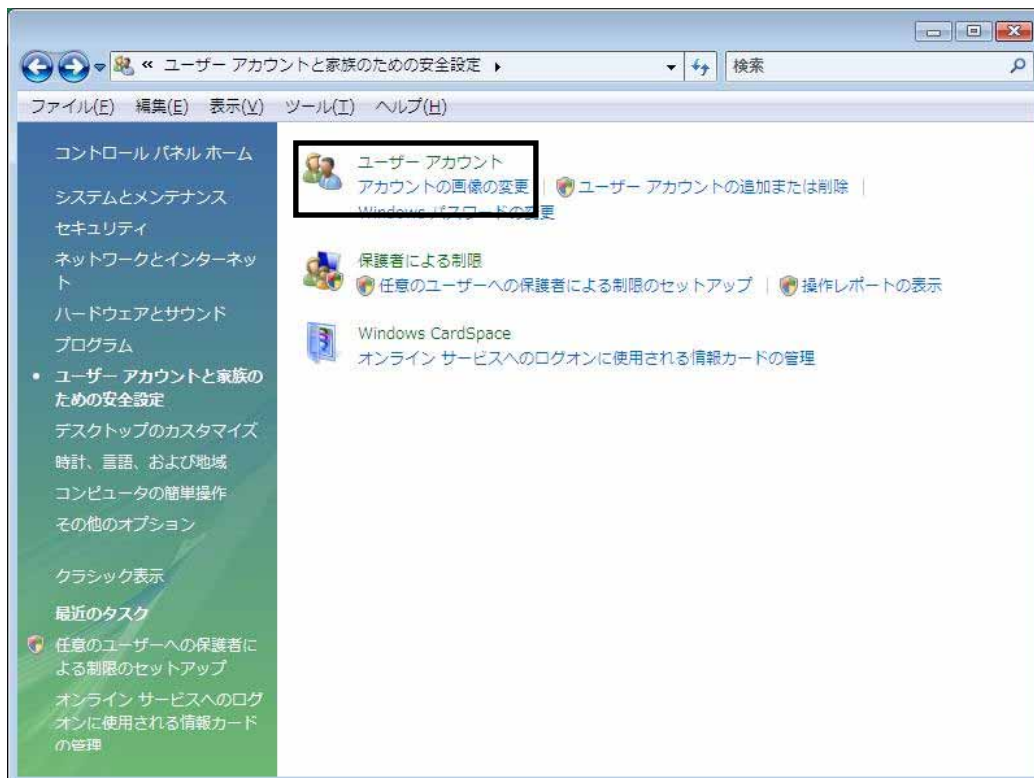 « ユーザー アカウントと家族のための安全設定
検索
ファイル(F) 編集(E) 表示(V) ツール(T) ヘルプ(H)
コントロール パネル ホーム
システムとメンテナンス
セキュリティ
ネットワークとインターネッ
ト
ハードウェアとサウンド
プログラム
• ユーザー アカウントと家族の
ための安全設定
デスクトップのカスタマイズ
時計、言語、および地域
コンピュータの簡単操作
その他のオプション
クラシック表示
最近のタスク
任意のユーザーへの保護者に
よる制限のセットアップ
オンライン サービスへのログ
オンに使用される情報カード
の管理
ユーザー アカウント
アカウントの画像の変更 | ユーザー アカウントの追加または削除 |
Windows パスワードの変更
保護者による制限
任意のユーザーへの保護者による制限のセットアップ | 操作レポートの表示
Windows CardSpace
オンライン サービスへのログオンに使用される情報カードの管理